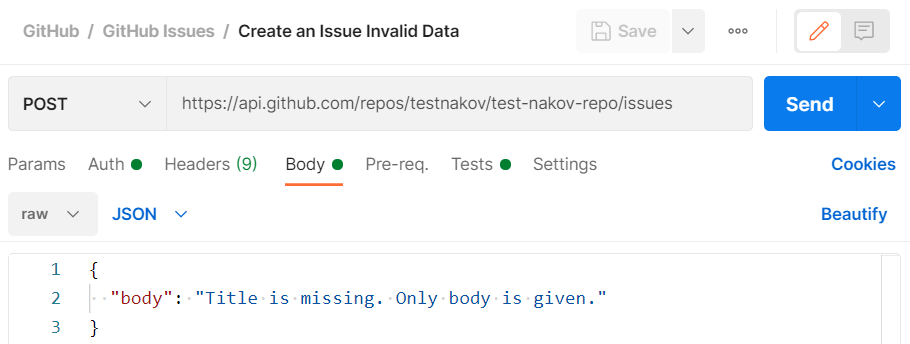 GitHub / GitHub Issues / Create an Issue Invalid Data Save
POST https://api.github.com/repos/testnakov/test-nakov-repo/issues Send
Params Auth Headers (9) Body Pre-req. Tests Settings Cookies
raw JSON Beautify
1 {
2 "body": "Title is missing. Only body is given."
3 }